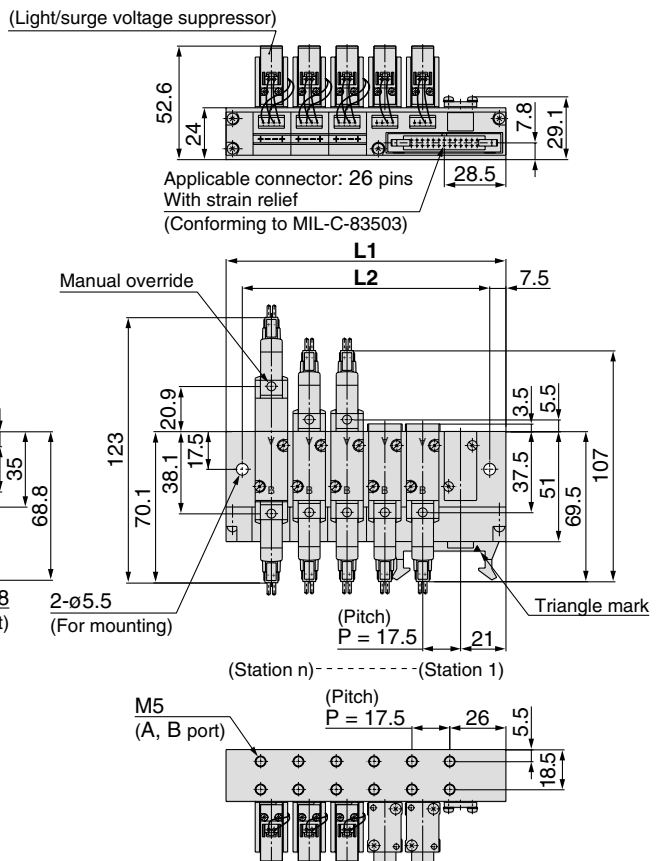 (Light/surge voltage suppressor)
52.6
24
7.8
29.1
28.5
Applicable connector: 26 pins
With strain relief
(Conforming to MIL-C-83503)
L1
L2
7.5
Manual override
123
70.1
20.9
38.1
17.5
3.5
5.5
37.5
51
69.5
107
35
68.8
8
t)
2-ø5.5
(For mounting)
Triangle mark
(Pitch)
P = 17.5
21
(Station n)
(Station 1)
(Pitch)
P = 17.5
26
5.5
18.5
M5
(A, B port)
B
B
B
B
B